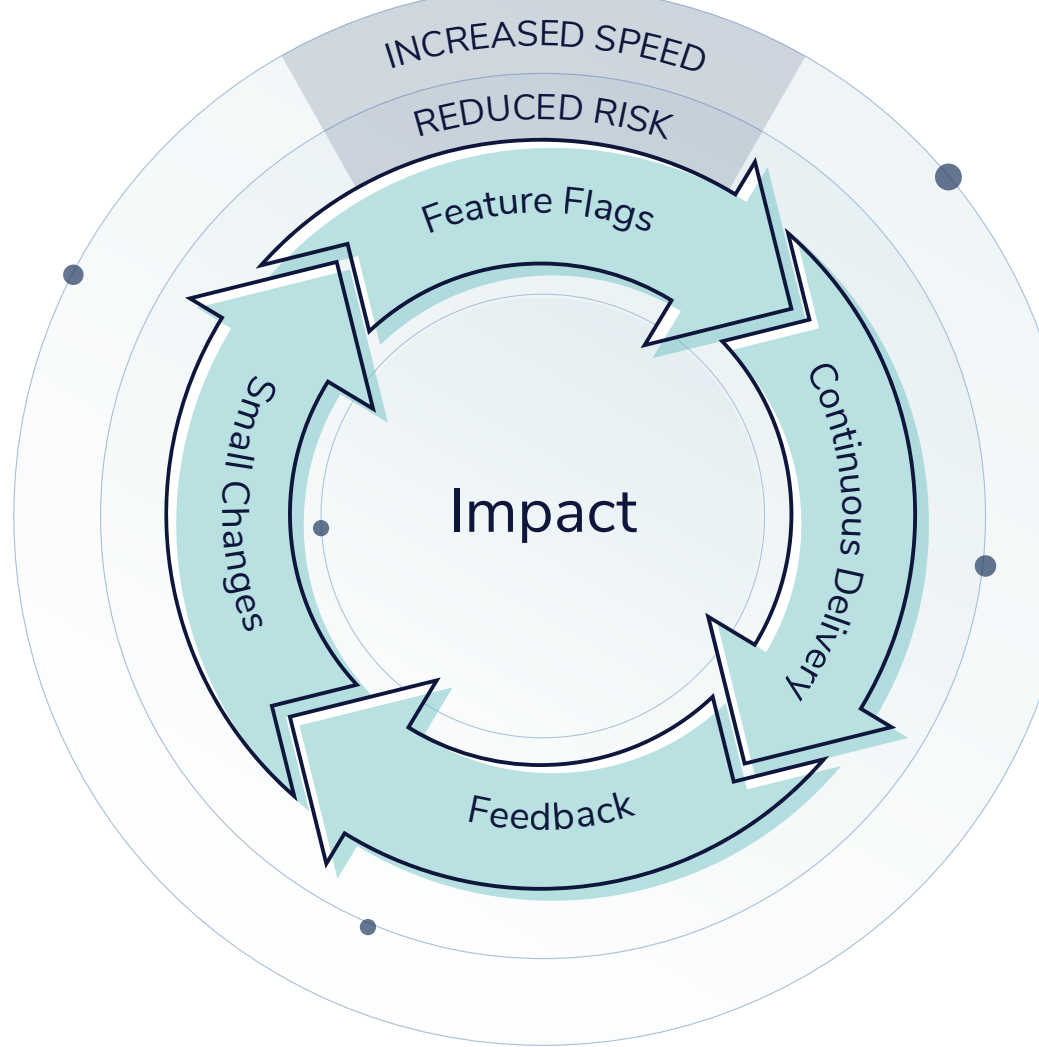 INCREASED SPEED
REDUCED RISK
Feature Flags
Continuous Delivery
Feedback
Small Changes
Impact